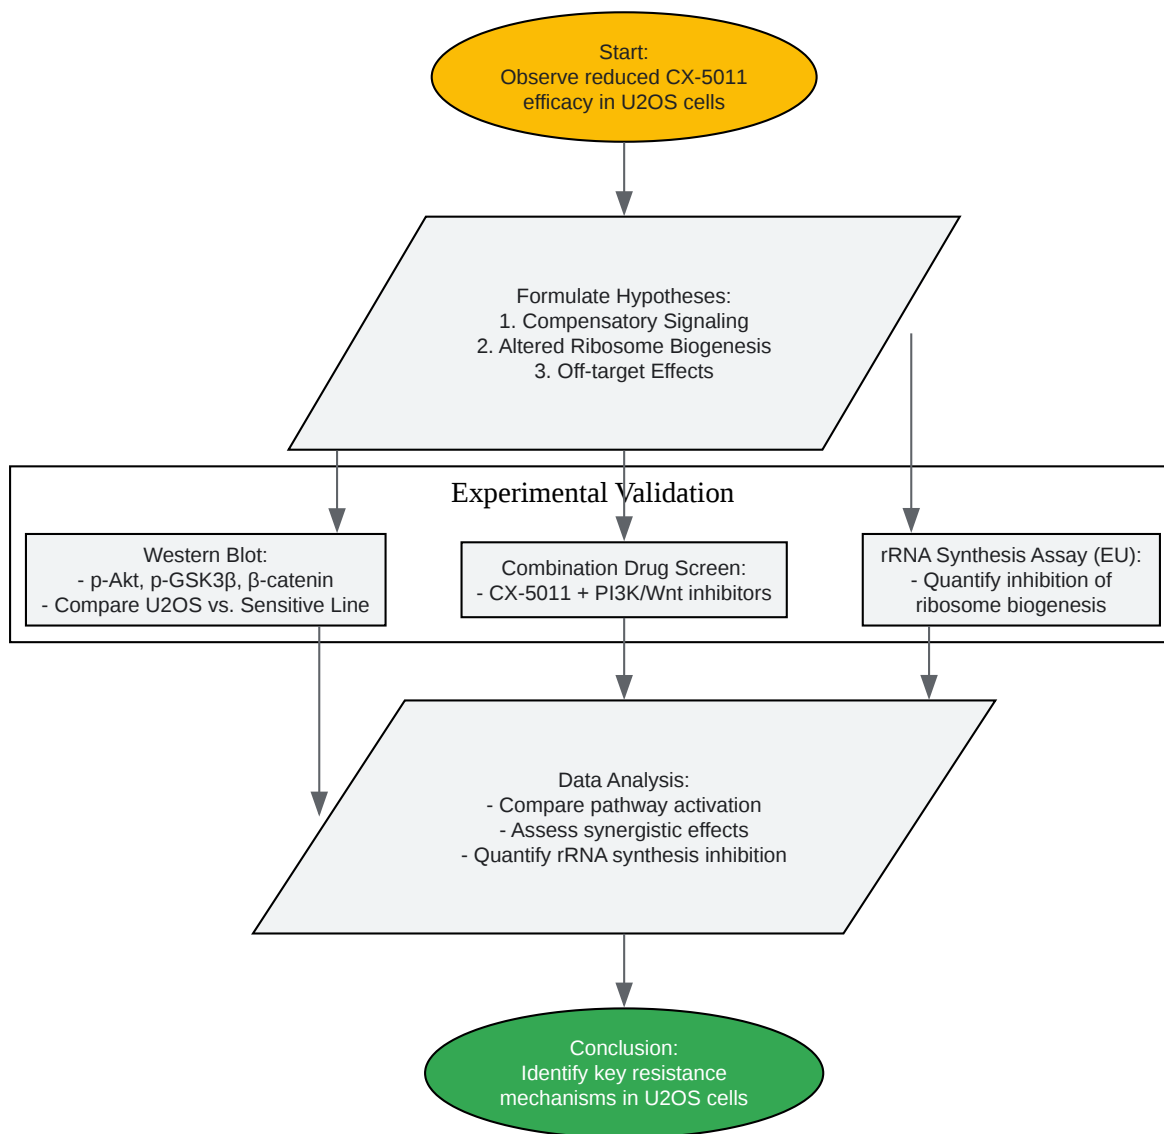 Start:
Observe reduced CX-5011
efficacy in U2OS cells
Formulate Hypotheses:
1. Compensatory Signaling
2. Altered Ribosome Biogenesis
3. Off-target Effects
Experimental Validation
Western Blot:
- p-Akt, p-GSK3β, β-catenin
- Compare U2OS vs. Sensitive Line
Combination Drug Screen:
- CX-5011 + PI3K/Wnt inhibitors
rRNA Synthesis Assay (EU):
- Quantify inhibition of
ribosome biogenesis
Data Analysis:
- Compare pathway activation
- Assess synergistic effects
- Quantify rRNA synthesis inhibition
Conclusion:
Identify key resistance
mechanisms in U2OS cells